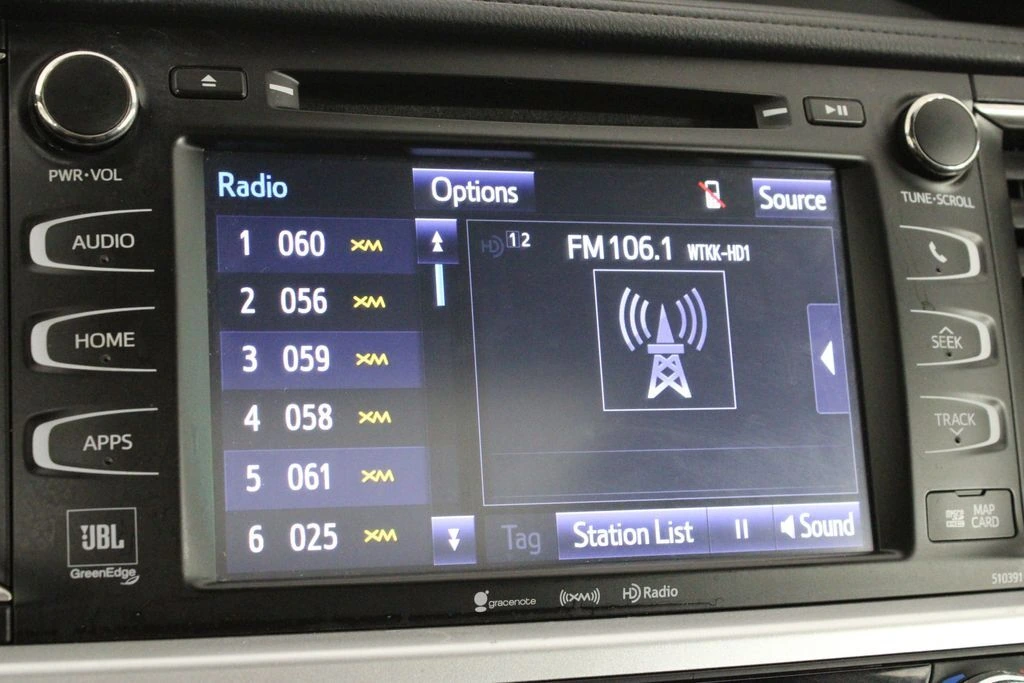 PWR•VOL
AUDIO
HOME
APPS
JBL
GreenEdge
Radio
Options
Source
1 060 XM
2 056 XM
3 059 XM
4 058 XM
5 061 XM
6 025 XM
HD 1 2
FM 106.1 WTKK-HD1
Tag
Station List
Sound
TUNE•SCROLL
SEEK
TRACK
MAP
CARD
510391
gracenote
((XM))
HD Radio